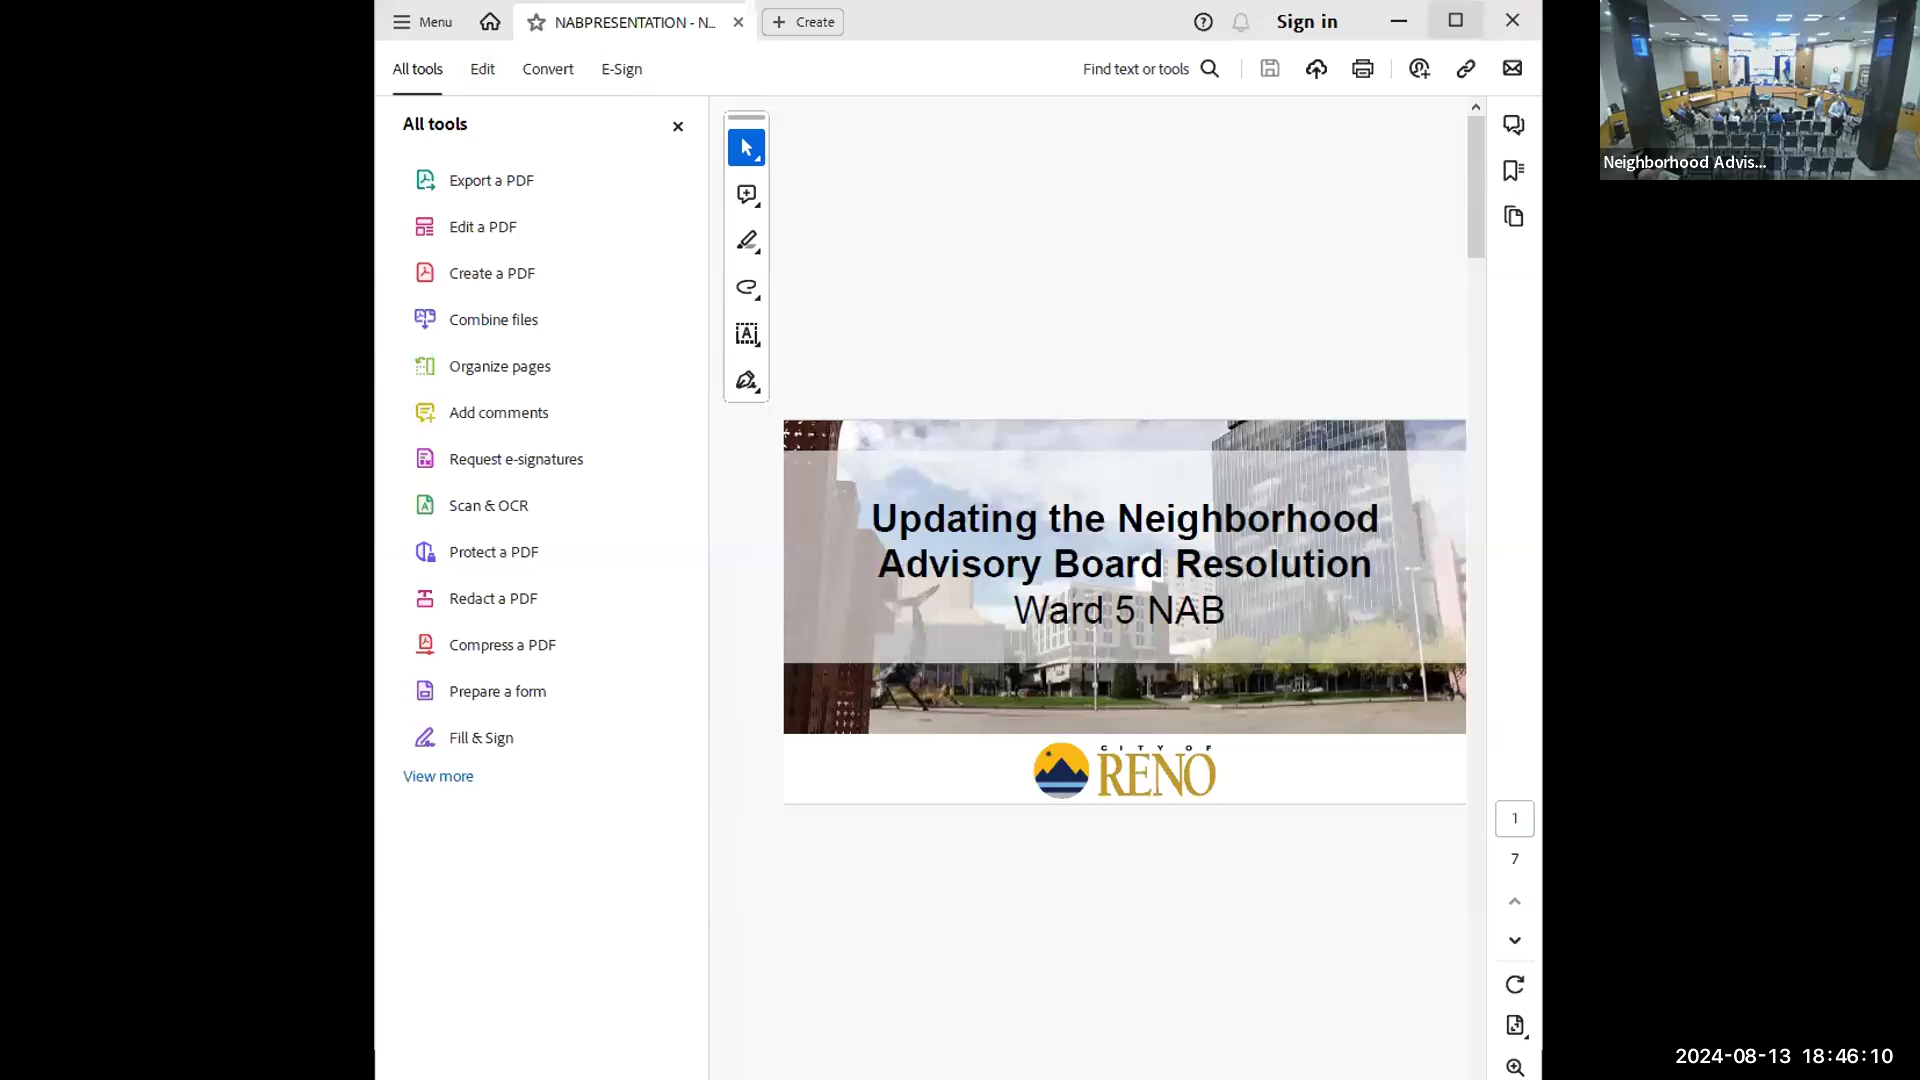 Menu
NABPRESENTATION - N...
Create
Sign in
All tools
Edit
Convert
E-Sign
Find text or tools
All tools
Export a PDF
Edit a PDF
Create a PDF
Combine files
Organize pages
Add comments
Request e-signatures
Scan & OCR
Protect a PDF
Redact a PDF
Compress a PDF
Prepare a form
Fill & Sign
View more
Updating the Neighborhood
Advisory Board Resolution
Ward 5 NAB
CITY OF
RENO
1
7
Neighborhood Advis...
2024-08-13 18:46:10